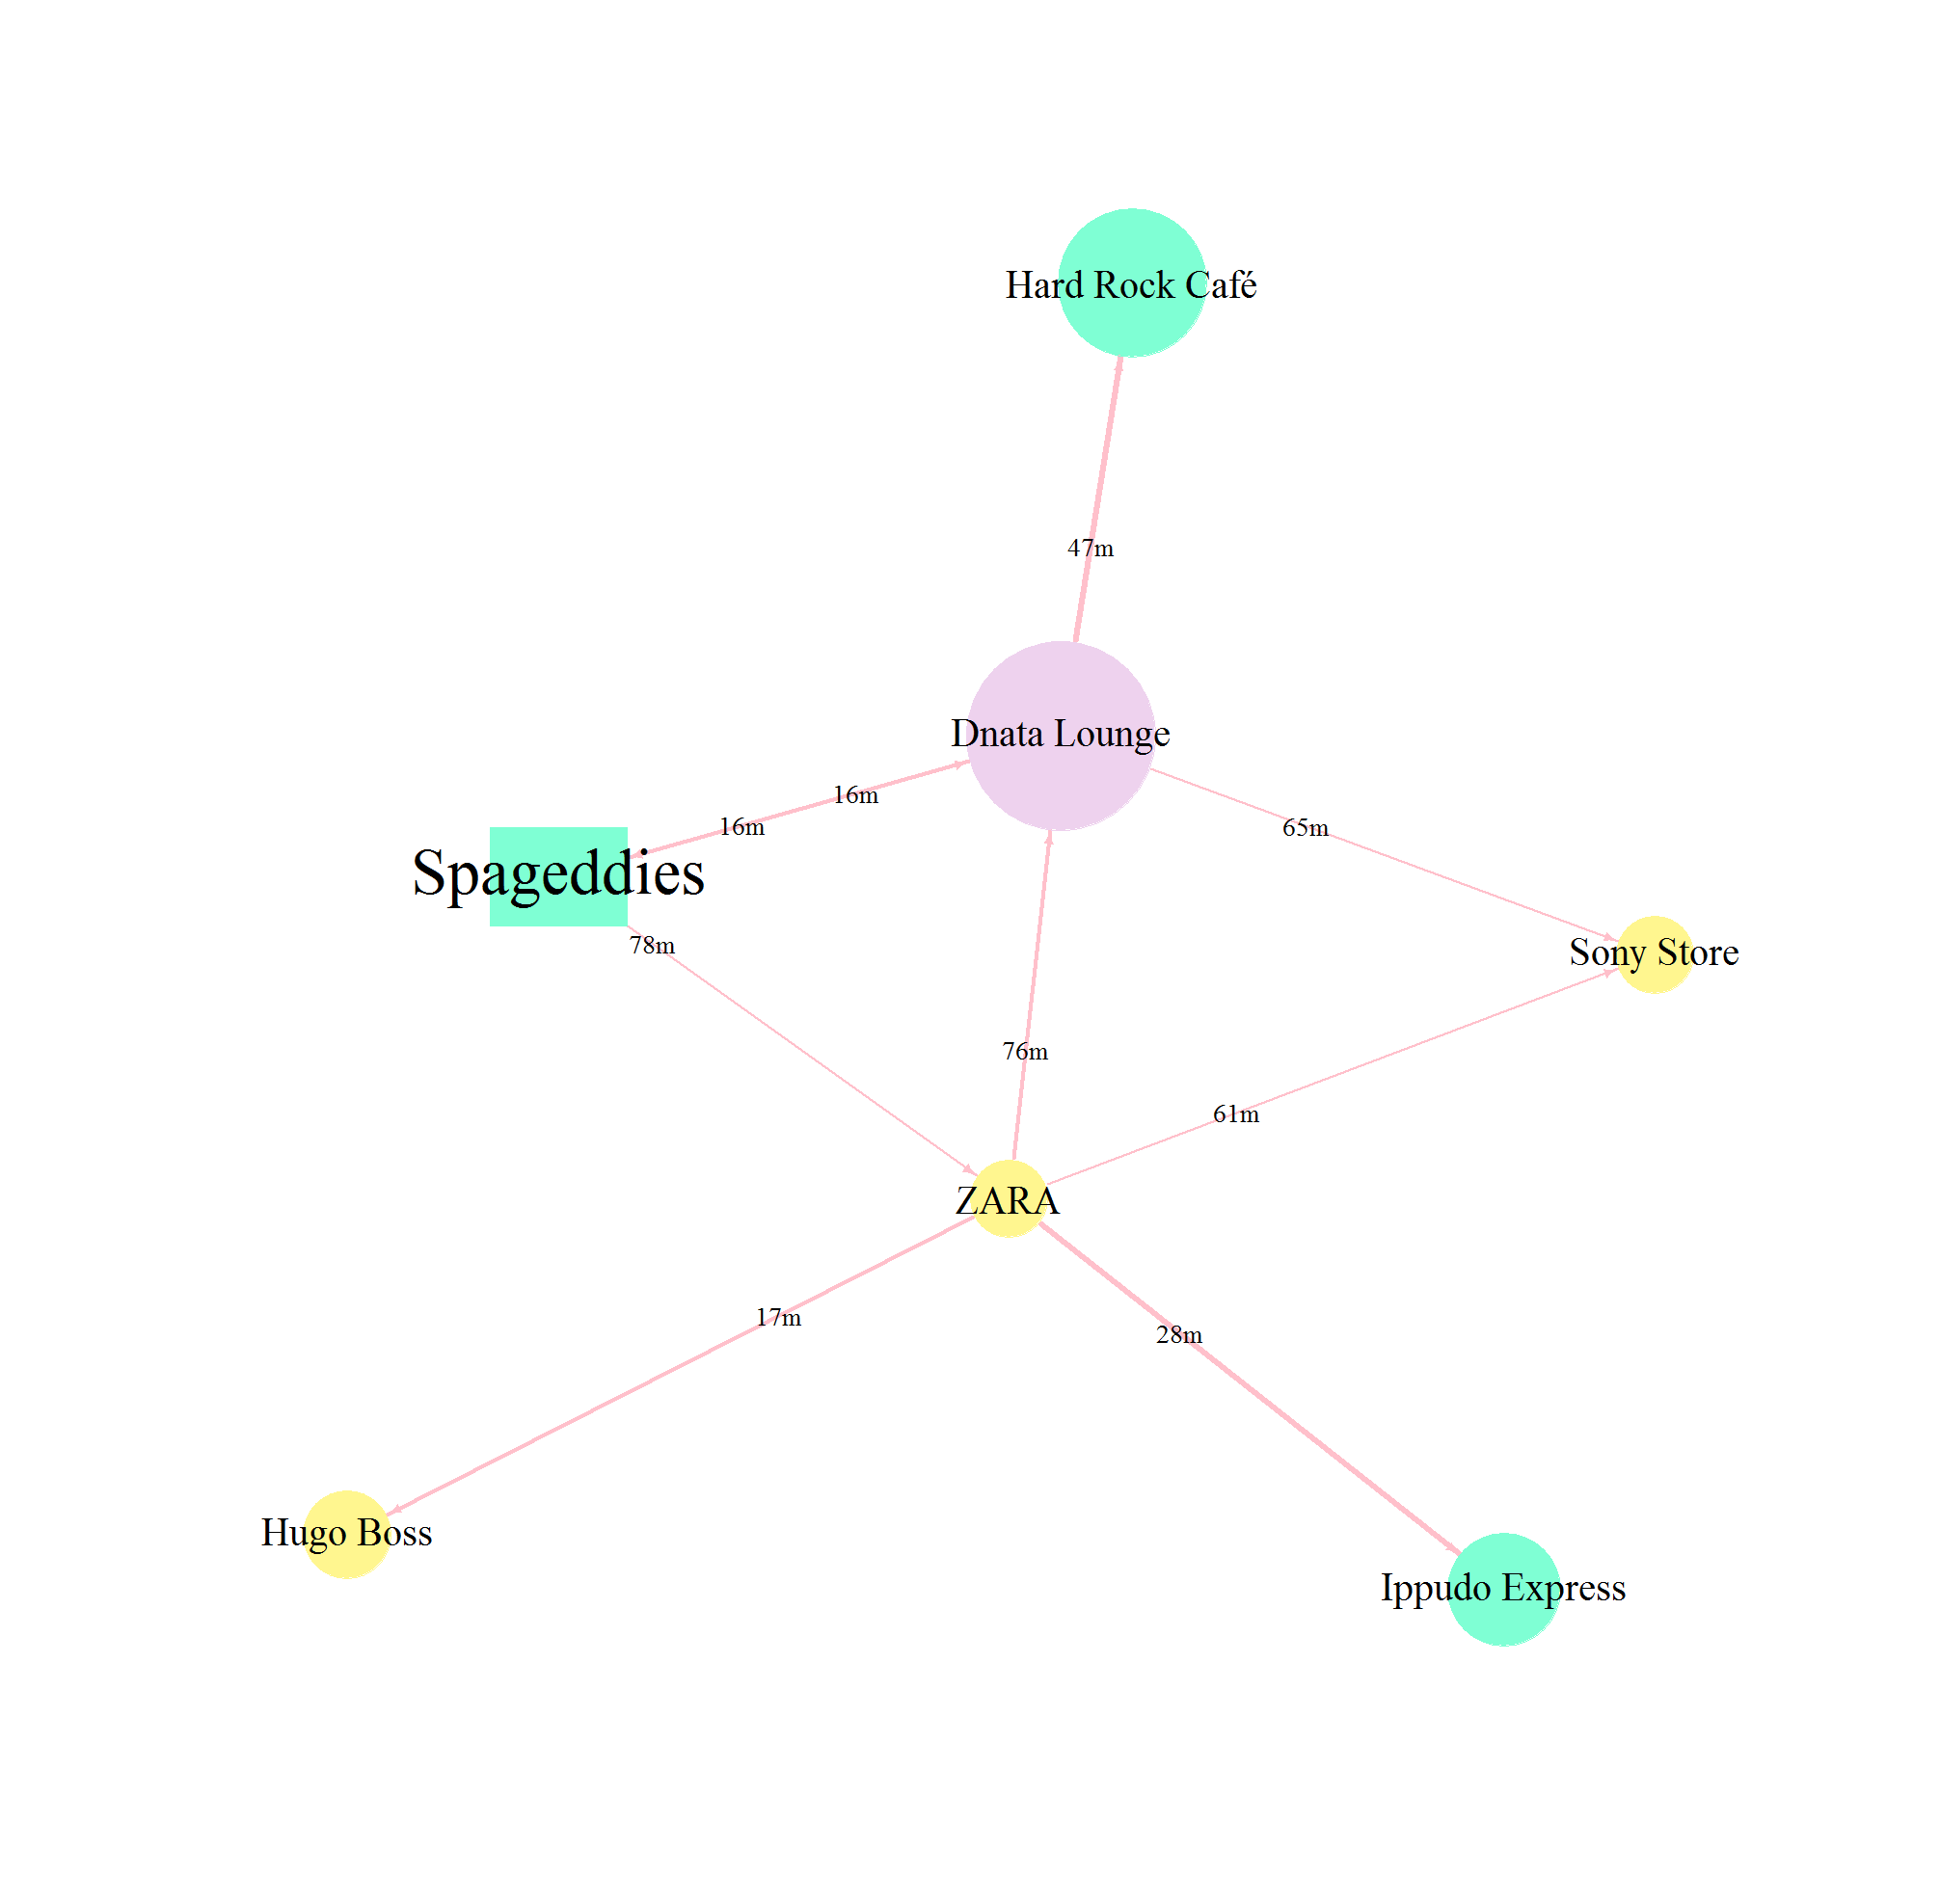 Hard Rock Café
47m
Dnata Lounge
16m
16m
65m
Spageddies
78m
Sony Store
76m
61m
ZARA
17m
28m
Hugo Boss
Ippudo Express